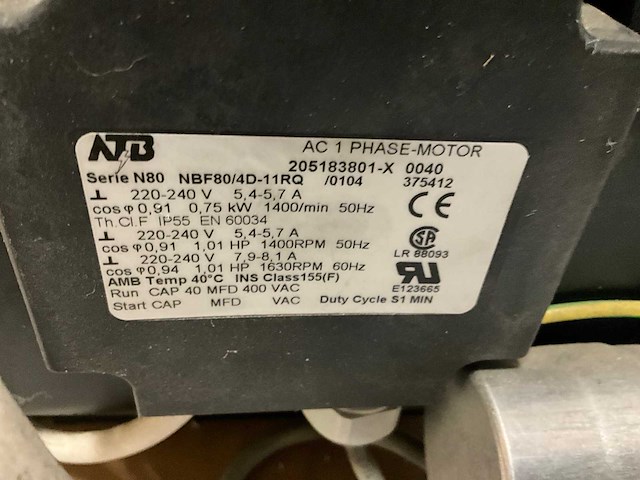 ATB
AC 1 PHASE-MOTOR
205183801-X 0040
Serie N80 NBF80/4D-11RQ /0104 375412
⊥ 220-240 V 5,4-5,7 A
cos φ 0,91 0,75 kW 1400/min 50Hz
Th.Cl.F IP55 EN 60034
⊥ 220-240 V 5,4-5,7 A
cos φ 0,91 1,01 HP 1400RPM 50Hz
⊥ 220-240 V 7,9-8,1 A
cos φ 0,94 1,01 HP 1630RPM 60Hz
AMB Temp 40°C INS Class155(F)
Run CAP 40 MFD 400 VAC
Start CAP MFD VAC Duty Cycle S1 MIN
CE
SA
LR 88093
RU
E123665